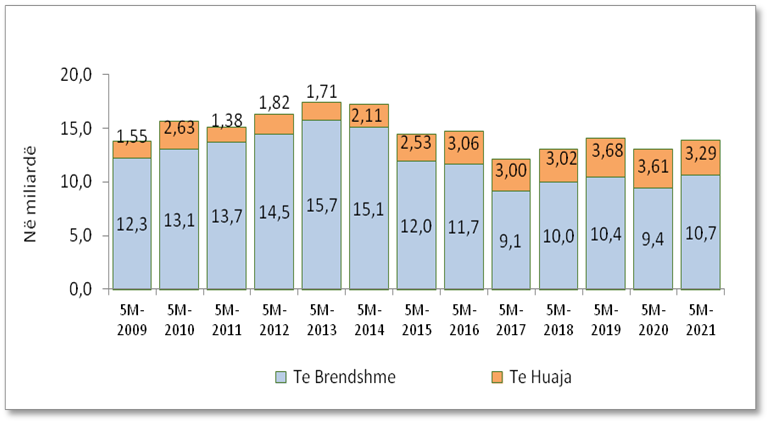 Në miliardë
20,0
15,0
10,0
5,0
0,0
1,55 2,63 1,38 1,82 1,71 2,11 2,53 3,06 3,00 3,02 3,68 3,61 3,29
12,3 13,1 13,7 14,5 15,7 15,1 12,0 11,7 9,1 10,0 10,4 9,4 10,7
5M- 5M- 5M- 5M- 5M- 5M- 5M- 5M- 5M- 5M- 5M- 5M- 5M-
2009 2010 2011 2012 2013 2014 2015 2016 2017 2018 2019 2020 2021
Te Brendshme Te Huaja